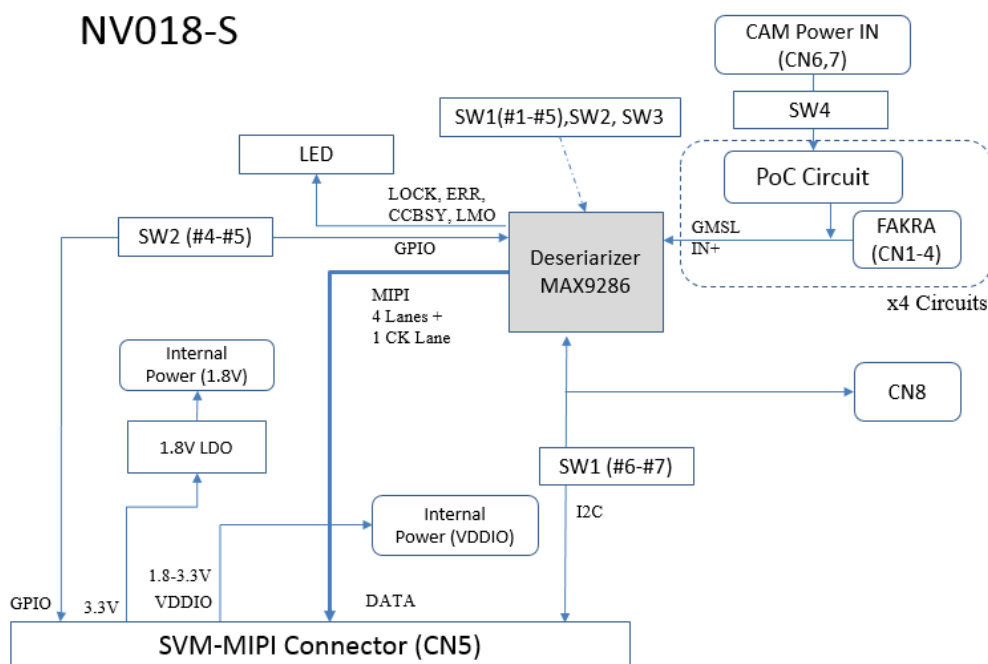 NV018-S
CAM Power IN
(CN6,7)
SW4
SW1(#1-#5),SW2, SW3
LED
PoC Circuit
LOCK, ERR,
CCBSY, LMO
SW2 (#4-#5)
GPIO
GMSL
IN+
FAKRA
(CN1-4)
Deseriarizer
MAX9286
x4 Circuits
MIPI
4 Lanes +
1 CK Lane
Internal
Power (1.8V)
CN8
1.8V LDO
SW1 (#6-#7)
I2C
Internal
Power (VDDIO)
1.8-3.3V
VDDIO
GPIO
3.3V
DATA
SVM-MIPI Connector (CN5)